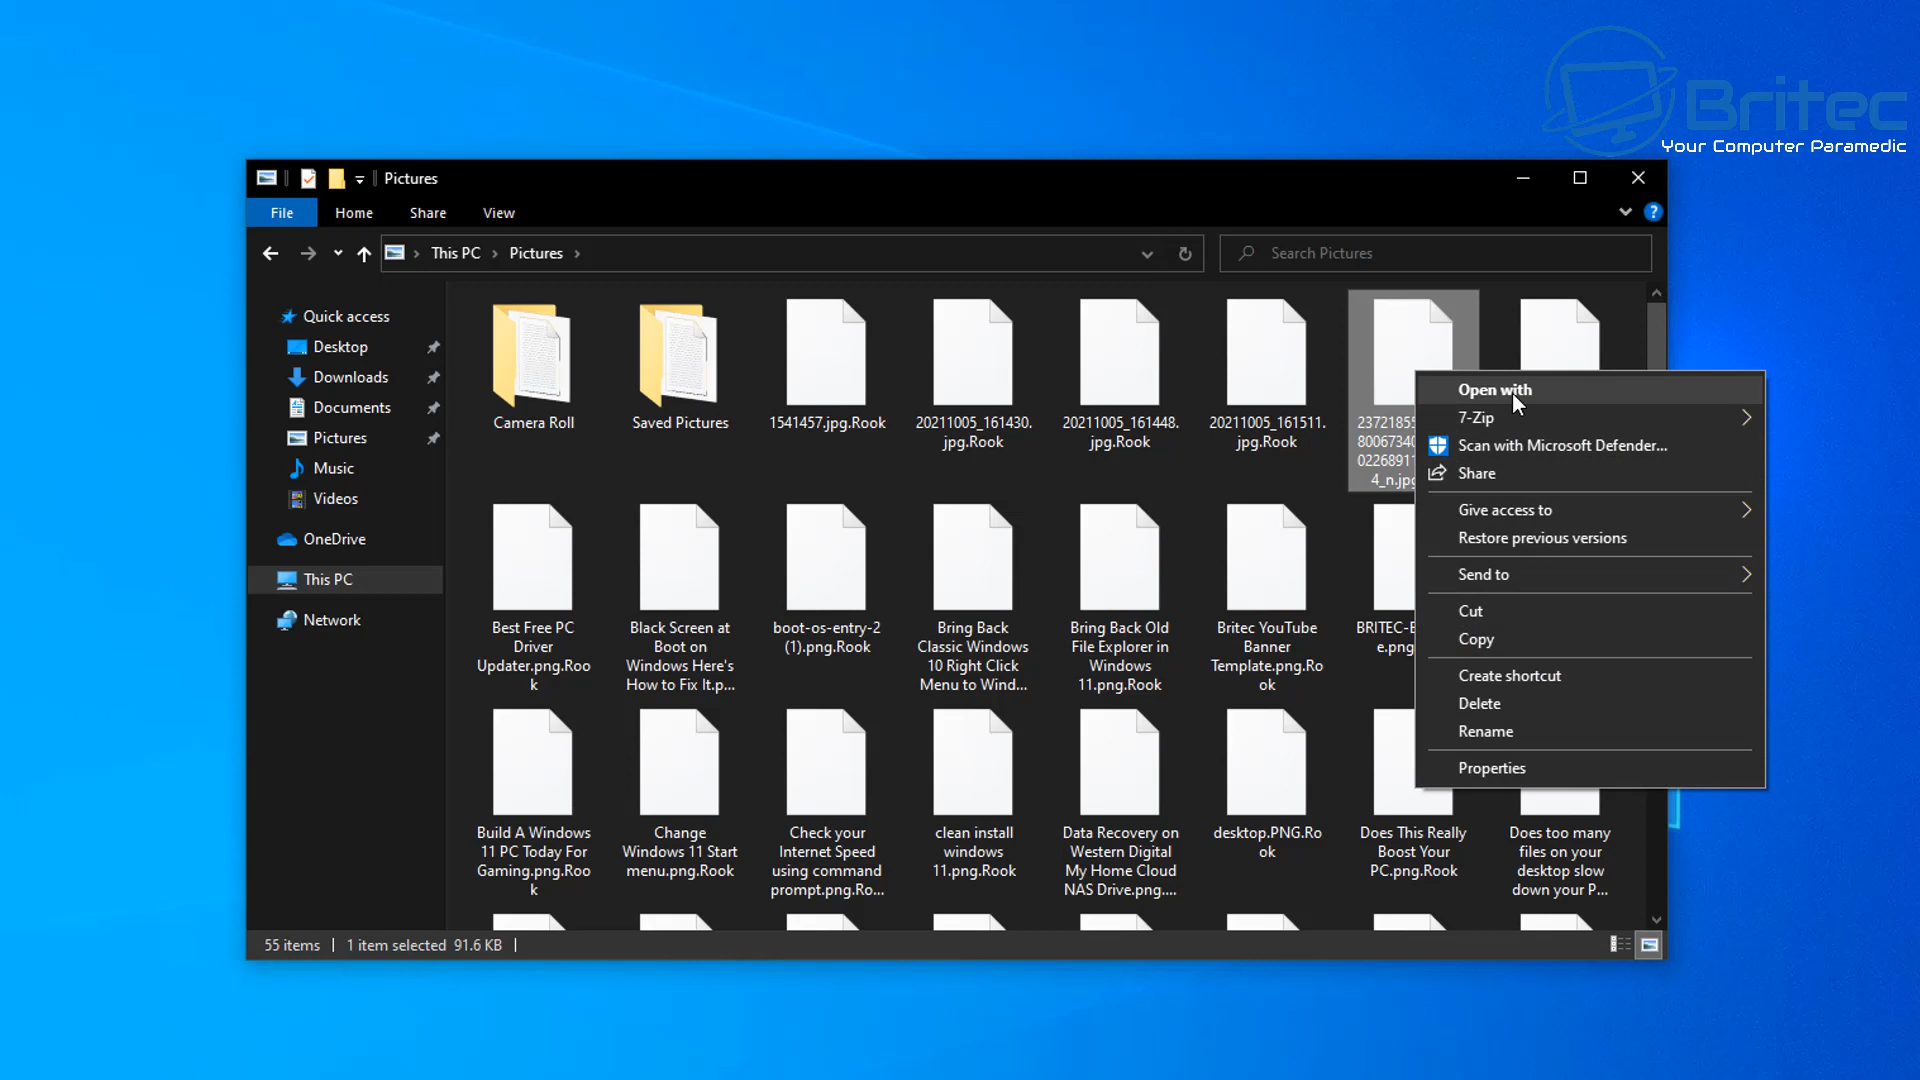 Britec
Your Computer Paramedic
Pictures
File
Home
Share
View
?
This PC
Pictures
Search Pictures
Quick access
Desktop
Downloads
Documents
Pictures
Music
Videos
OneDrive
This PC
Network
Camera Roll
Saved Pictures
1541457.jpg.Rook
20211005_161430.
jpg.Rook
20211005_161448.
jpg.Rook
20211005_161511.
jpg.Rook
2372185
8006734
022689
4_n.jp
Best Free PC
Driver
Updater.png.Roo
k
Black Screen at
Boot on
Windows Here's
How to Fix It.p...
boot-os-entry-2
(1).png.Rook
Bring Back
Classic Windows
10 Right Click
Menu to Wind...
Bring Back Old
File Explorer in
Windows
11.png.Rook
Britec YouTube
Banner
Template.png.Ro
ok
BRITEC-
e.png
Build A Windows
11 PC Today For
Gaming.png.Roo
k
Change
Windows 11 Start
menu.png.Rook
Check your
Internet Speed
using command
prompt.png.Ro...
clean install
windows
11.png.Rook
Data Recovery on
Western Digital
My Home Cloud
NAS Drive.png....
desktop.PNG.Ro
ok
Does This Really
Boost Your
PC.png.Rook
Does too many
files on your
desktop slow
down your P...
Open with
7-Zip
Scan with Microsoft Defender...
Share
Give access to
Restore previous versions
Send to
Cut
Copy
Create shortcut
Delete
Rename
Properties
55 items
1 item selected 91.6 KB